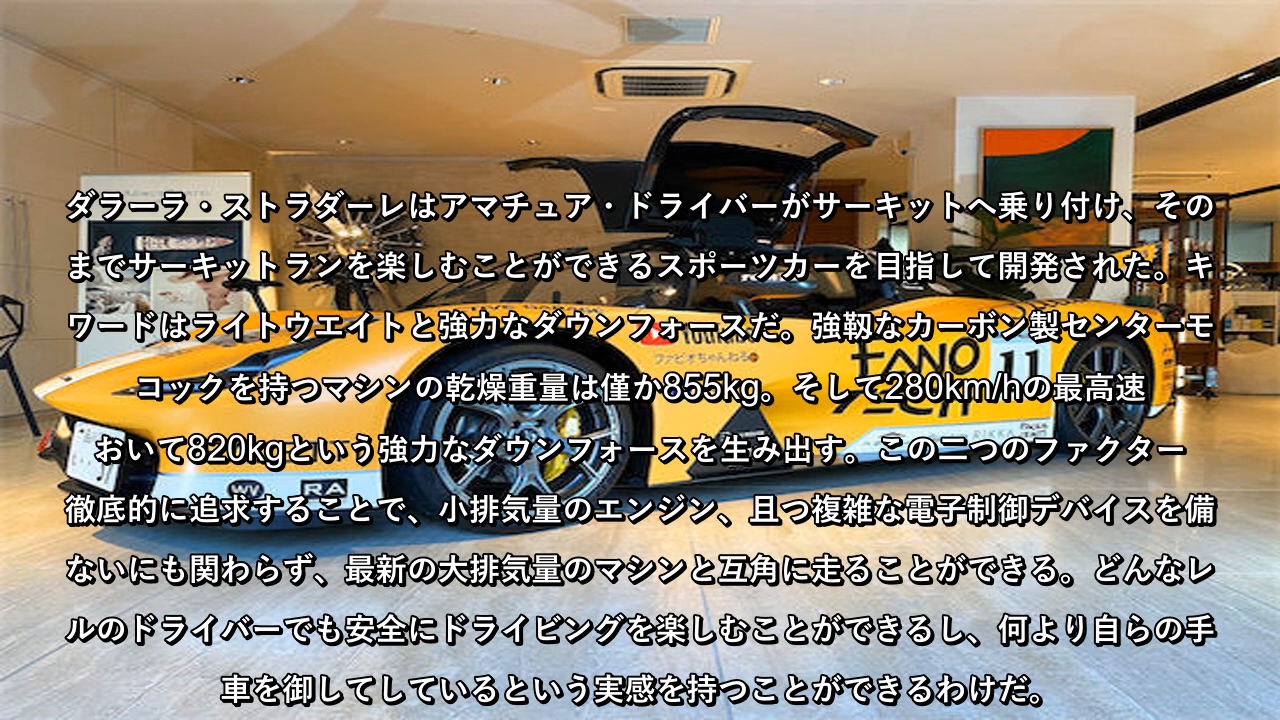 ダラーラ・ストラダーレはアマチュア・ドライバーがサーキットへ乗り付け、その
までサーキットランを楽しむことができるスポーツカーを目指して開発された。キ
ワードはライトウエイトと強力なダウンフォースだ。強靱なカーボン製センターモ
コックを持つマシンの乾燥重量は僅か855kg。そして280km/hの最高速
おいて820kgという強力なダウンフォースを生み出す。この二つのファクター
徹底的に追求することで、小排気量のエンジン、且つ複雑な電子制御デバイスを備
ないにも関わらず、最新の大排気量のマシンと互角に走ることができる。どんなレ
ルのドライバーでも安全にドライビングを楽しむことができるし、何より自らの手
車を御してしているという実感を持つことができるわけだ。
ファビオちゃんねる
11
WV
RA